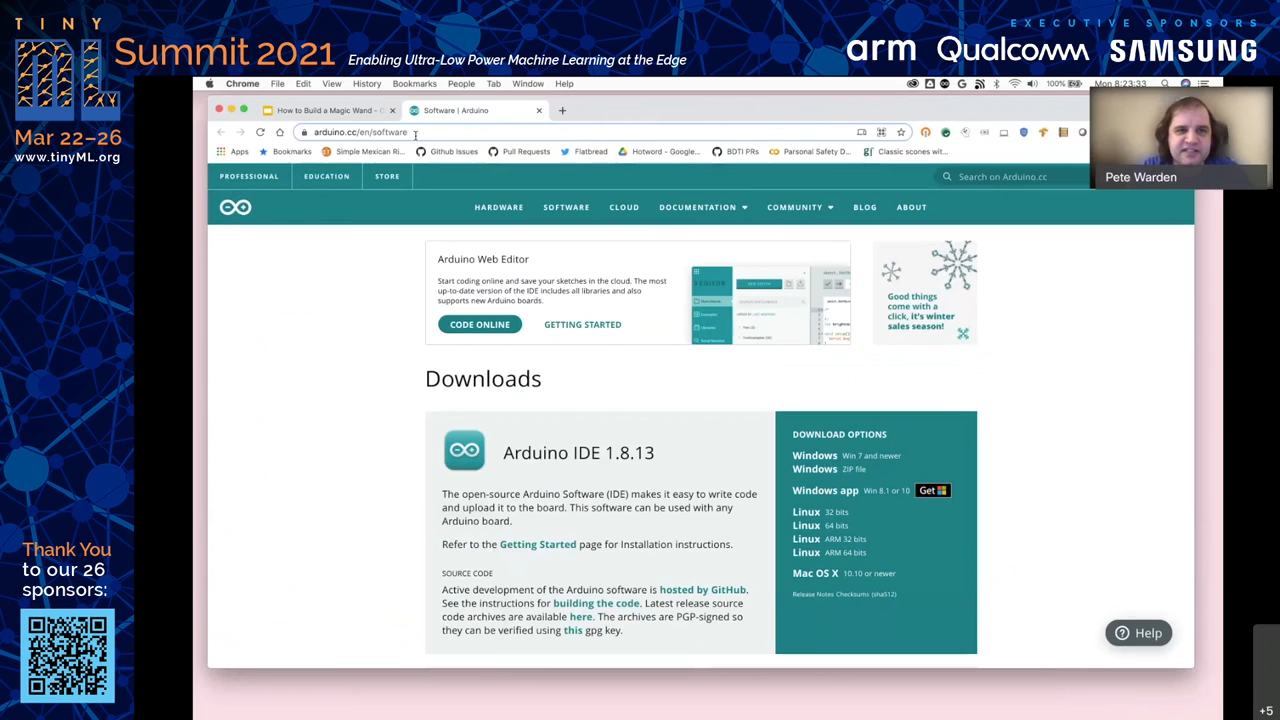 TINY
ML
Summit 2021
Enabling Ultra-Low Power Machine Learning at the Edge
EXECUTIVE SPONSORS
arm Qualcomm SAMSUNG
Mar 22–26
www.tinyML.org
Thank You
to our 26
sponsors:
Chrome File Edit View History Bookmarks People Tab Window Help
100% Mon 8:23:33
How to Build a Magic Wand - G
Software | Arduino
arduino.cc/en/software
Apps Bookmarks Simple Mexican Ri... Github Issues Pull Requests Flatbread Hotword - Google... BDTI PRs Parsonal Safety D... Classic scones wit...
Pete Warden
PROFESSIONAL EDUCATION STORE
Search on Arduino.cc
HARDWARE SOFTWARE CLOUD DOCUMENTATION COMMUNITY BLOG ABOUT
Arduino Web Editor
Start coding online and save your sketches in the cloud. The most
up-to-date version of the IDE includes all libraries and also
supports new Arduino boards.
CODE ONLINE GETTING STARTED
Good things
come with a
click, it's winter
sales season!
Downloads
Arduino IDE 1.8.13
The open-source Arduino Software (IDE) makes it easy to write code
and upload it to the board. This software can be used with any
Arduino board.
Refer to the Getting Started page for Installation instructions.
SOURCE CODE
Active development of the Arduino software is hosted by GitHub.
See the instructions for building the code. Latest release source
code archives are available here. The archives are PGP-signed so
they can be verified using this gpg key.
DOWNLOAD OPTIONS
Windows Win 7 and newer
Windows ZIP file
Windows app Win 8.1 or 10 Get
Linux 32 bits
Linux 64 bits
Linux ARM 32 bits
Linux ARM 64 bits
Mac OS X 10.10 or newer
Release Notes Checksums (sha512)
Help
+5